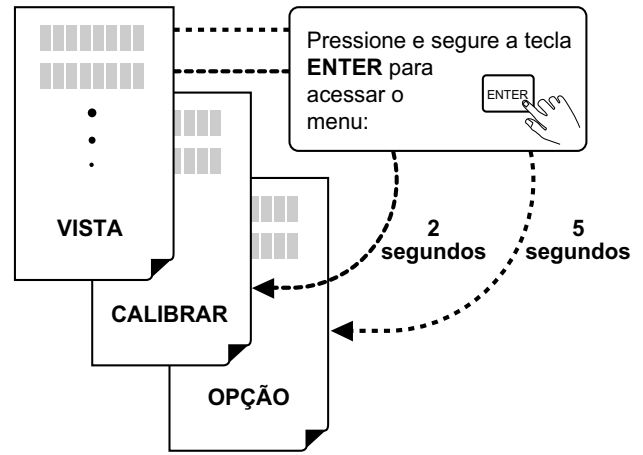 Pressione e segure a tecla
ENTER para
acessar o
menu:
ENTER
VISTA
2
segundos
5
segundos
CALIBRAR
OPÇÃO